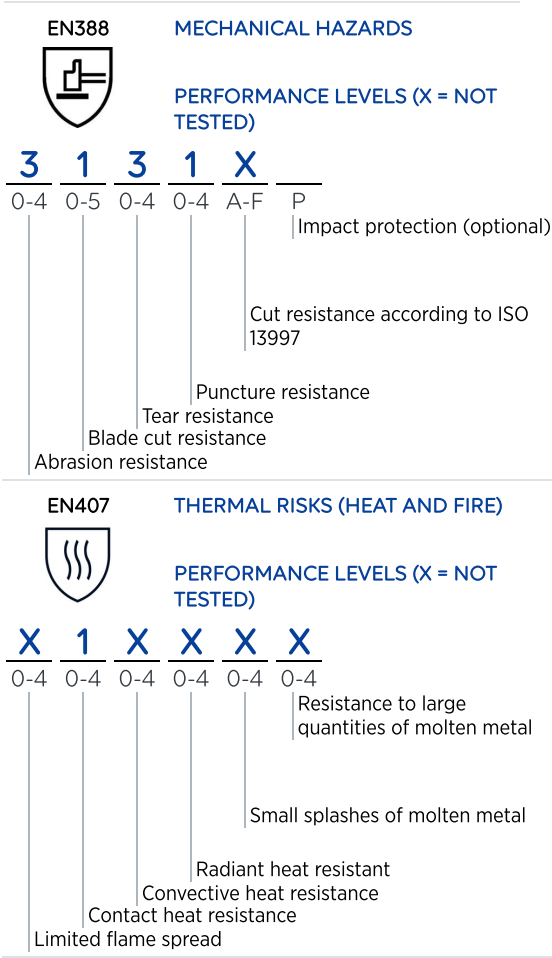 EN388
MECHANICAL HAZARDS
PERFORMANCE LEVELS (X = NOT
TESTED)
3 1 3 1 X
0-4 0-5 0-4 0-4 A-F P
Impact protection (optional)
Cut resistance according to ISO
13997
Puncture resistance
Tear resistance
Blade cut resistance
Abrasion resistance
EN407
THERMAL RISKS (HEAT AND FIRE)
PERFORMANCE LEVELS (X = NOT
TESTED)
X 1 X X X X
0-4 0-4 0-4 0-4 0-4 0-4
Resistance to large
quantities of molten metal
Small splashes of molten metal
Radiant heat resistant
Convective heat resistance
Contact heat resistance
Limited flame spread